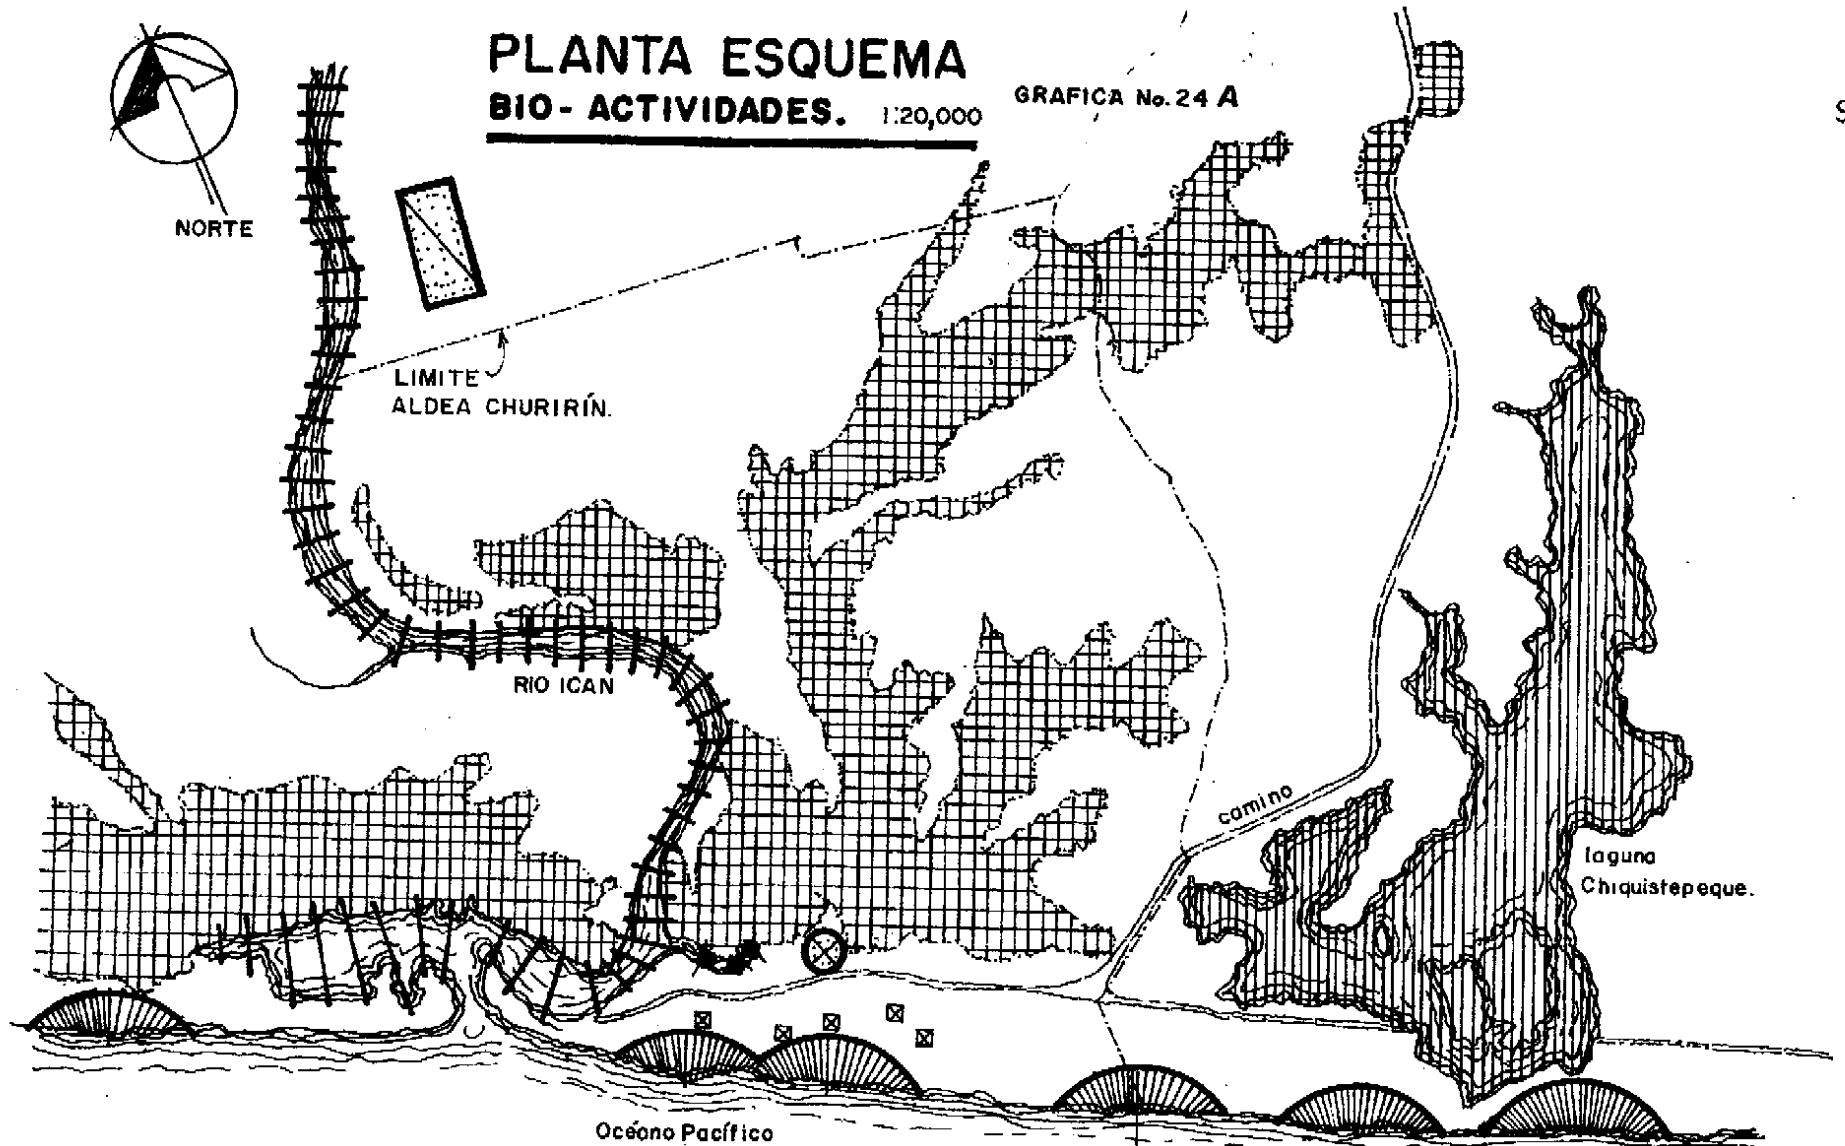 PLANTA ESQUEMA
BIO - ACTIVIDADES. 1:20,000
GRAFICA No. 24 A
NORTE
LIMITE
ALDEA CHURIRÍN.
RIO ICAN
camino
laguna
Chiquistepeque.
Océano Pacífico